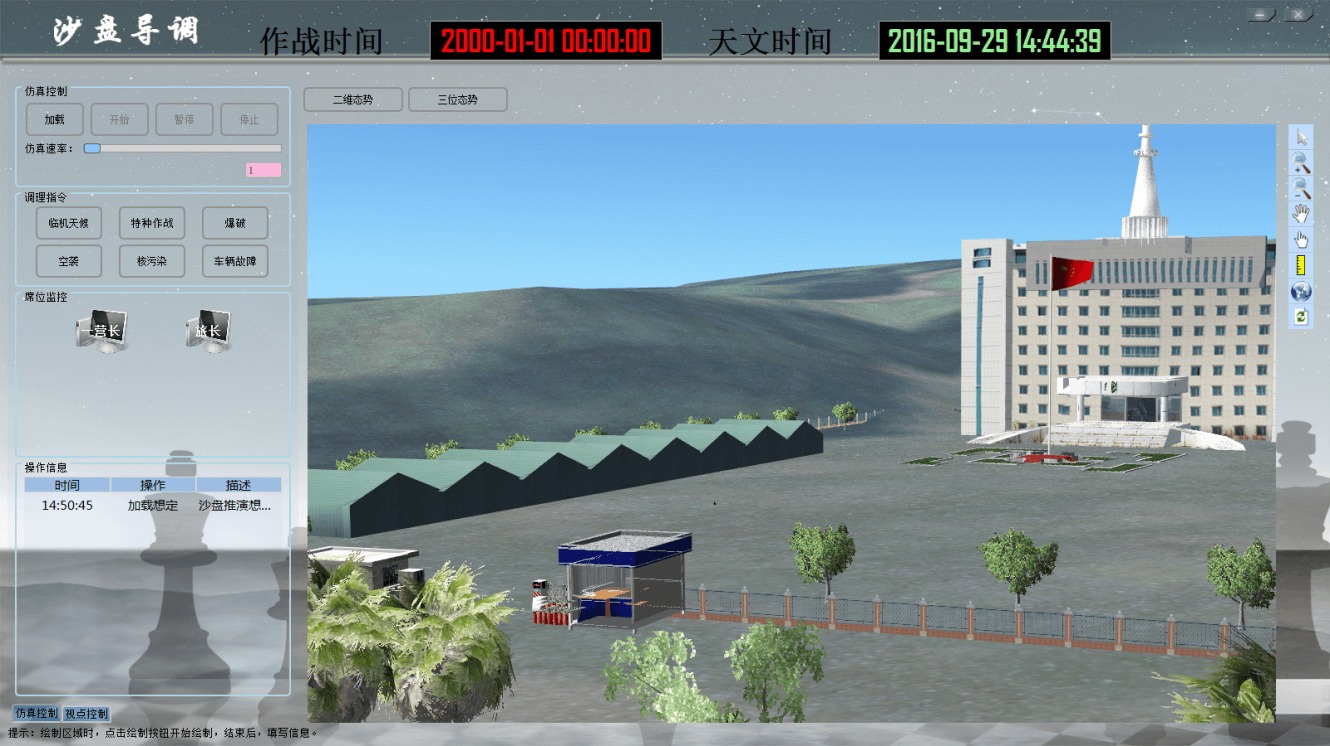 沙盘导调
作战时间 2000-01-01 00:00:00 天文时间 2016-09-29 14:44:39
仿真控制
加载 开始 暂停 停止
仿真速率：
1
调理指令
临机天候 特种作战 爆破
空袭 核污染 车辆故障
席位监控
一营长 旅长
操作信息
时间 操作 描述
14:50:45 加载想定 沙盘推演想...
仿真控制 视点控制
提示：绘制区域时，点击绘制按钮开始绘制，结束后，填写信息。
二维态势 三位态势